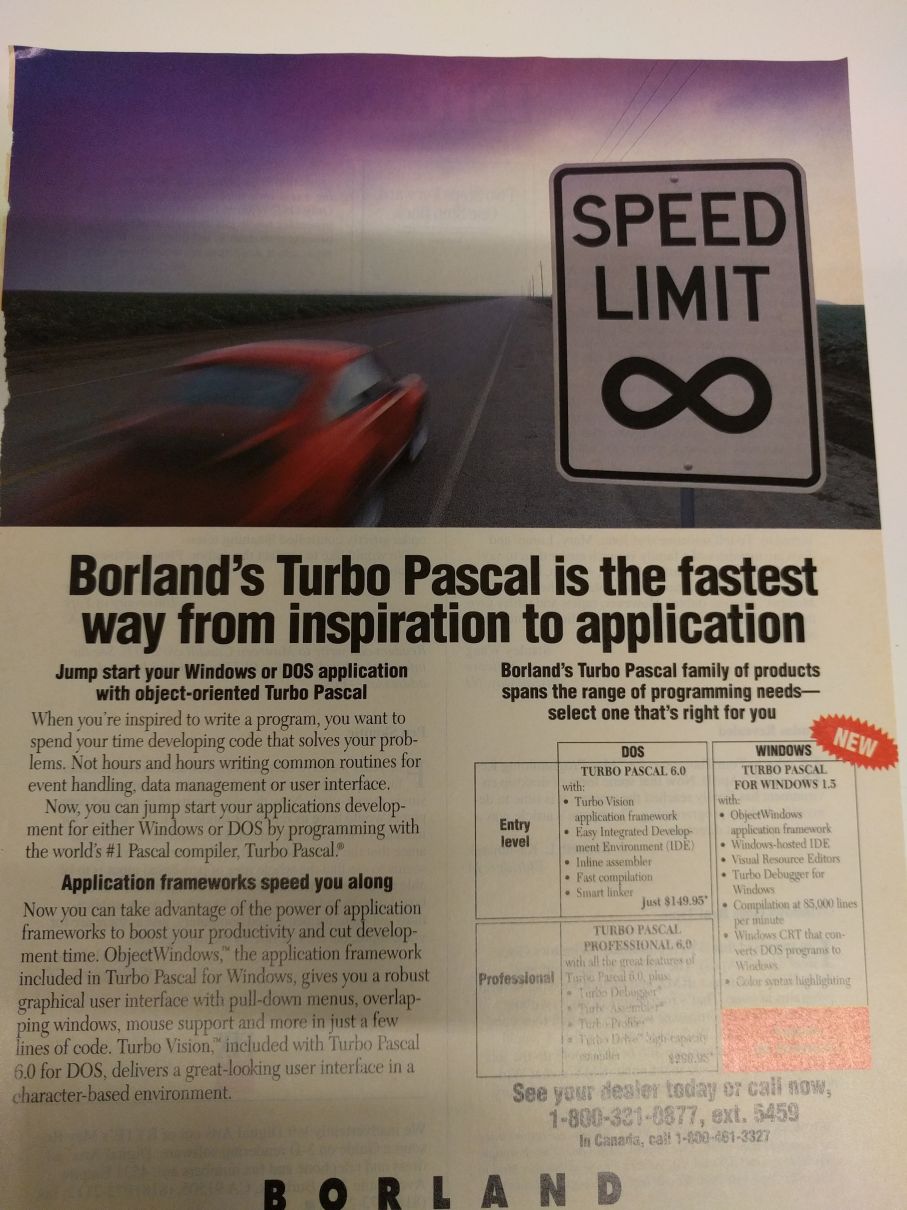 SPEED
LIMIT
∞
Borland's Turbo Pascal is the fastest
way from inspiration to application
Jump start your Windows or DOS application
with object-oriented Turbo Pascal
When you're inspired to write a program, you want to
spend your time developing code that solves your prob-
lems. Not hours and hours writing common routines for
event handling, data management or user interface.
Now, you can jump start your applications develop-
ment for either Windows or DOS by programming with
the world's #1 Pascal compiler, Turbo Pascal.®
Application frameworks speed you along
Now you can take advantage of the power of application
frameworks to boost your productivity and cut develop-
ment time. ObjectWindows,™ the application framework
included in Turbo Pascal for Windows, gives you a robust
graphical user interface with pull-down menus, overlap-
ping windows, mouse support and more in just a few
lines of code. Turbo Vision,™ included with Turbo Pascal
6.0 for DOS, delivers a great-looking user interface in a
character-based environment.
Borland's Turbo Pascal family of products
spans the range of programming needs—
select one that's right for you
NEW
DOS
WINDOWS
Entry
level
TURBO PASCAL 6.0
with:
• Turbo Vision
application framework
• Easy Integrated Develop-
ment Environment (IDE)
• Inline assembler
• Fast compilation
• Smart linker
Just $149.95*
TURBO PASCAL
FOR WINDOWS 1.5
with:
• ObjectWindows
application framework
• Windows-hosted IDE
• Visual Resource Editors
• Turbo Debugger for
Windows
• Compilation at 85,000 lines
per minute
• Windows CRT that con-
verts DOS programs to
Windows
• Color syntax highlighting
Professional
TURBO PASCAL
PROFESSIONAL 6.0
with all the great features of
Turbo Pascal 6.0, plus:
• Turbo Debugger®
• Turbo Assembler®
• Turbo Profiler™
• Turbo Drive™ high-capacity
compiler
See your dealer today or call now,
1-800-331-0877, ext. 5459
In Canada, call 1-800-461-3327
BORLAND